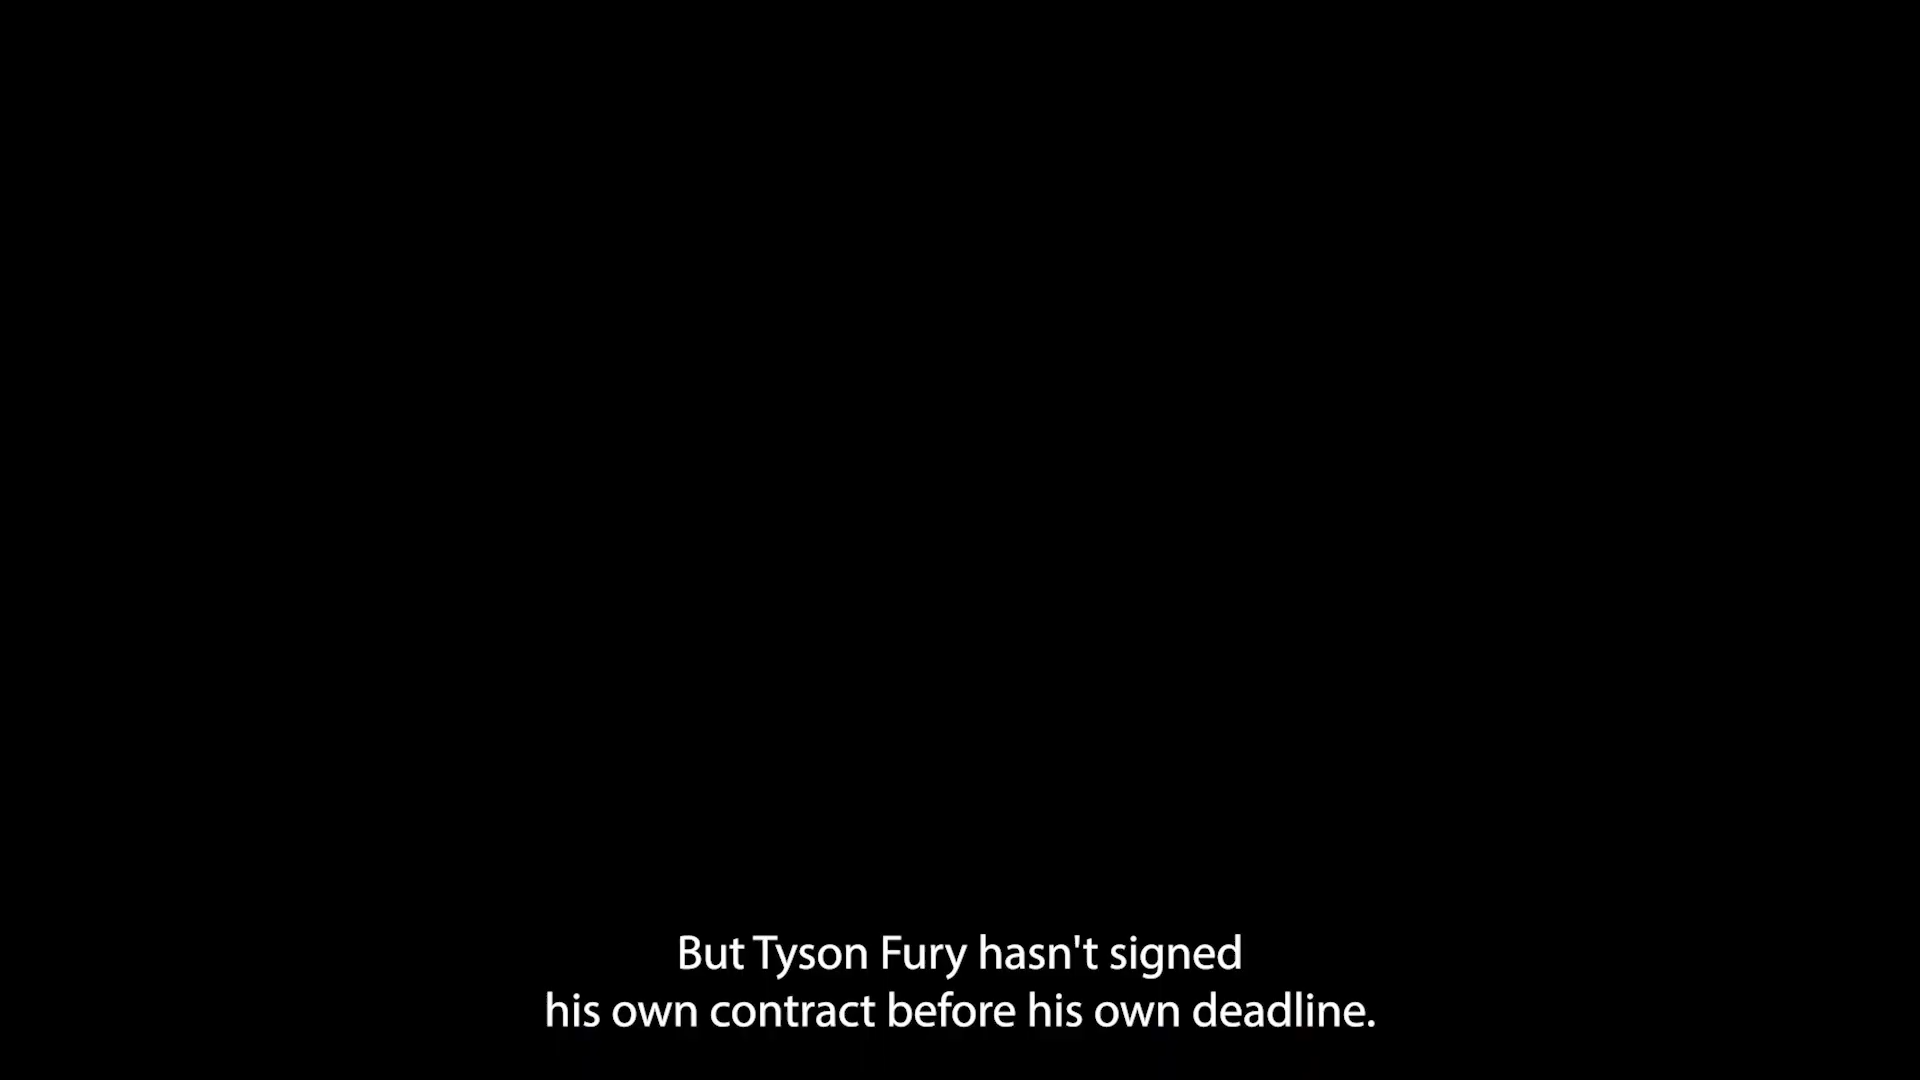 But Tyson Fury hasn't signed
his own contract before his own deadline.